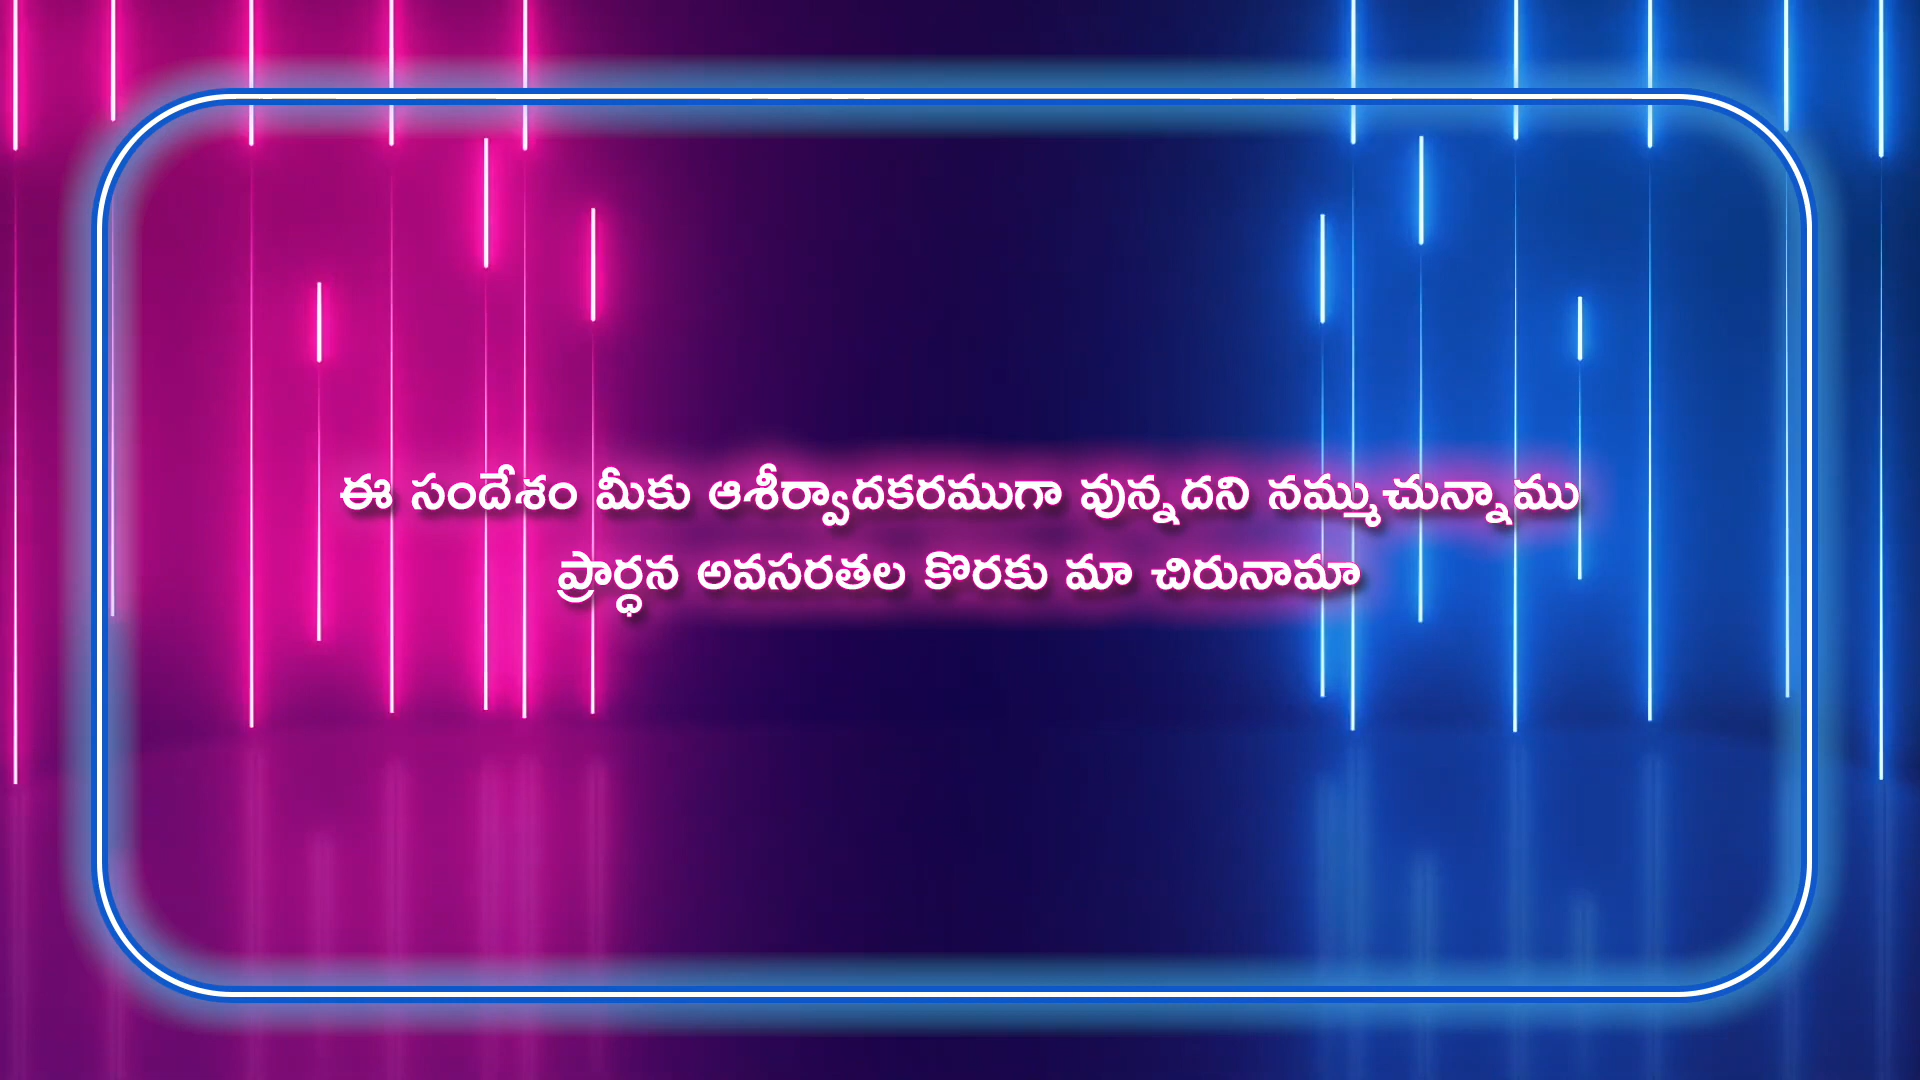 ఈ సందేశం మీకు ఆశీర్వాదకరముగా వున్నదని నమ్ముచున్నాము
ప్రార్ధన అవసరతల కొరకు మా చిరునామా